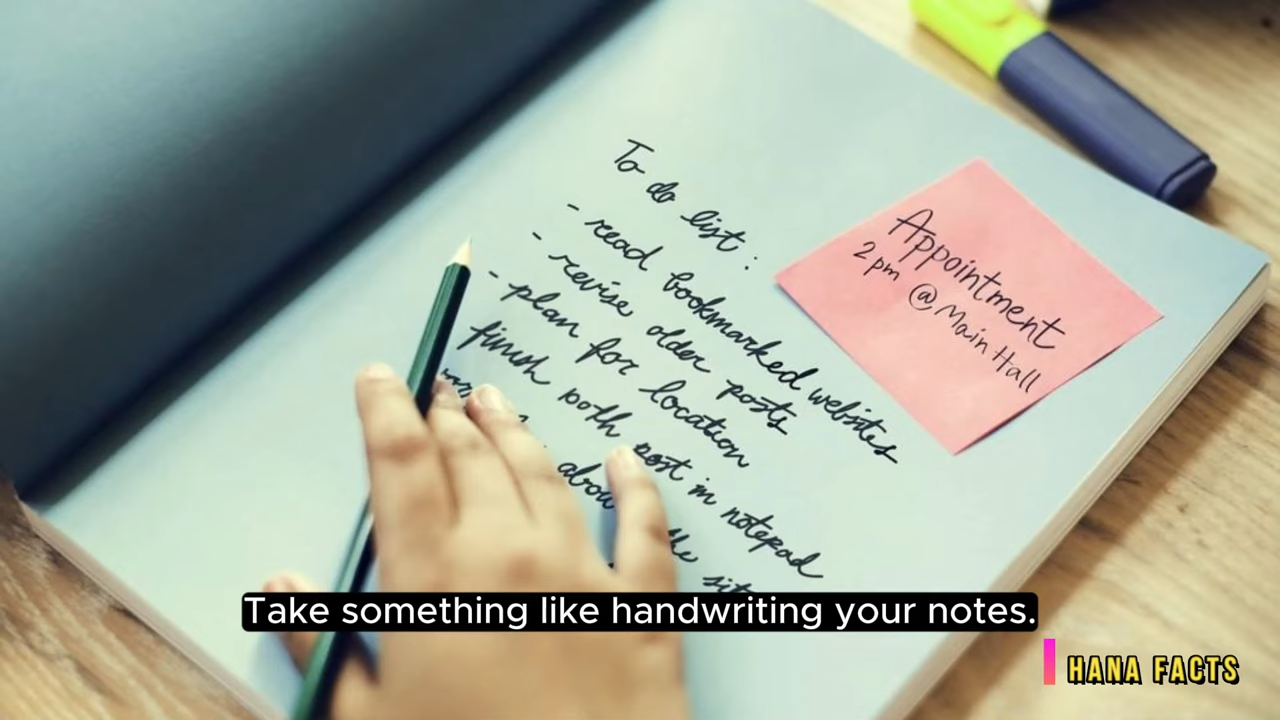 To do list :
- read bookmarked websites
- revise older posts
- plan for location
finish both post in notepad
the
Appointment
2pm @ Main Hall
Take something like handwriting your notes.
HANA FACTS